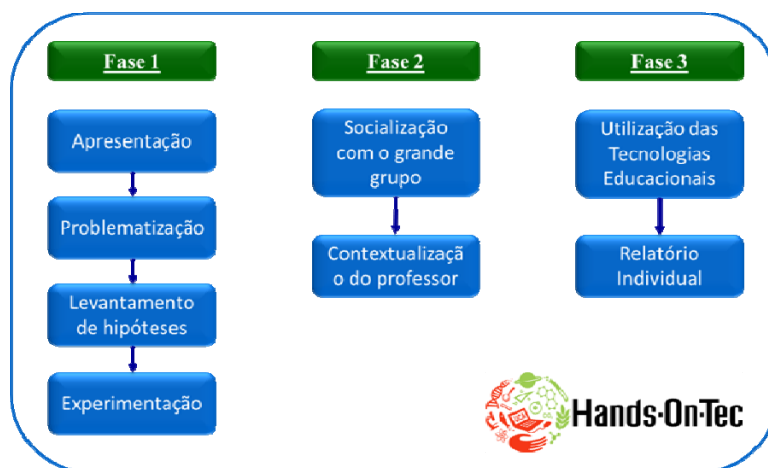 Fase 1
Apresentação
Problematização
Levantamento
de hipóteses
Experimentação
Fase 2
Socialização
com o grande
grupo
Contextualizaçã
o do professor
Fase 3
Utilização das
Tecnologias
Educacionais
Relatório
Individual
Hands-On-Tec